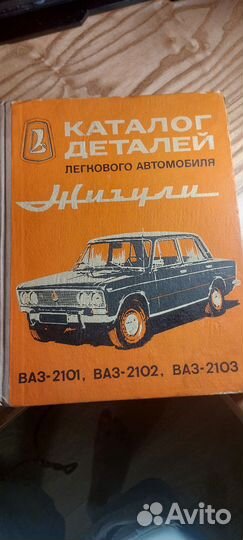 КАТАЛОГ
ДЕТАЛЕЙ
ЛЕГКОВОГО АВТОМОБИЛЯ
Жигули
ВАЗ-2101, ВАЗ-2102, ВАЗ-2103
Avito